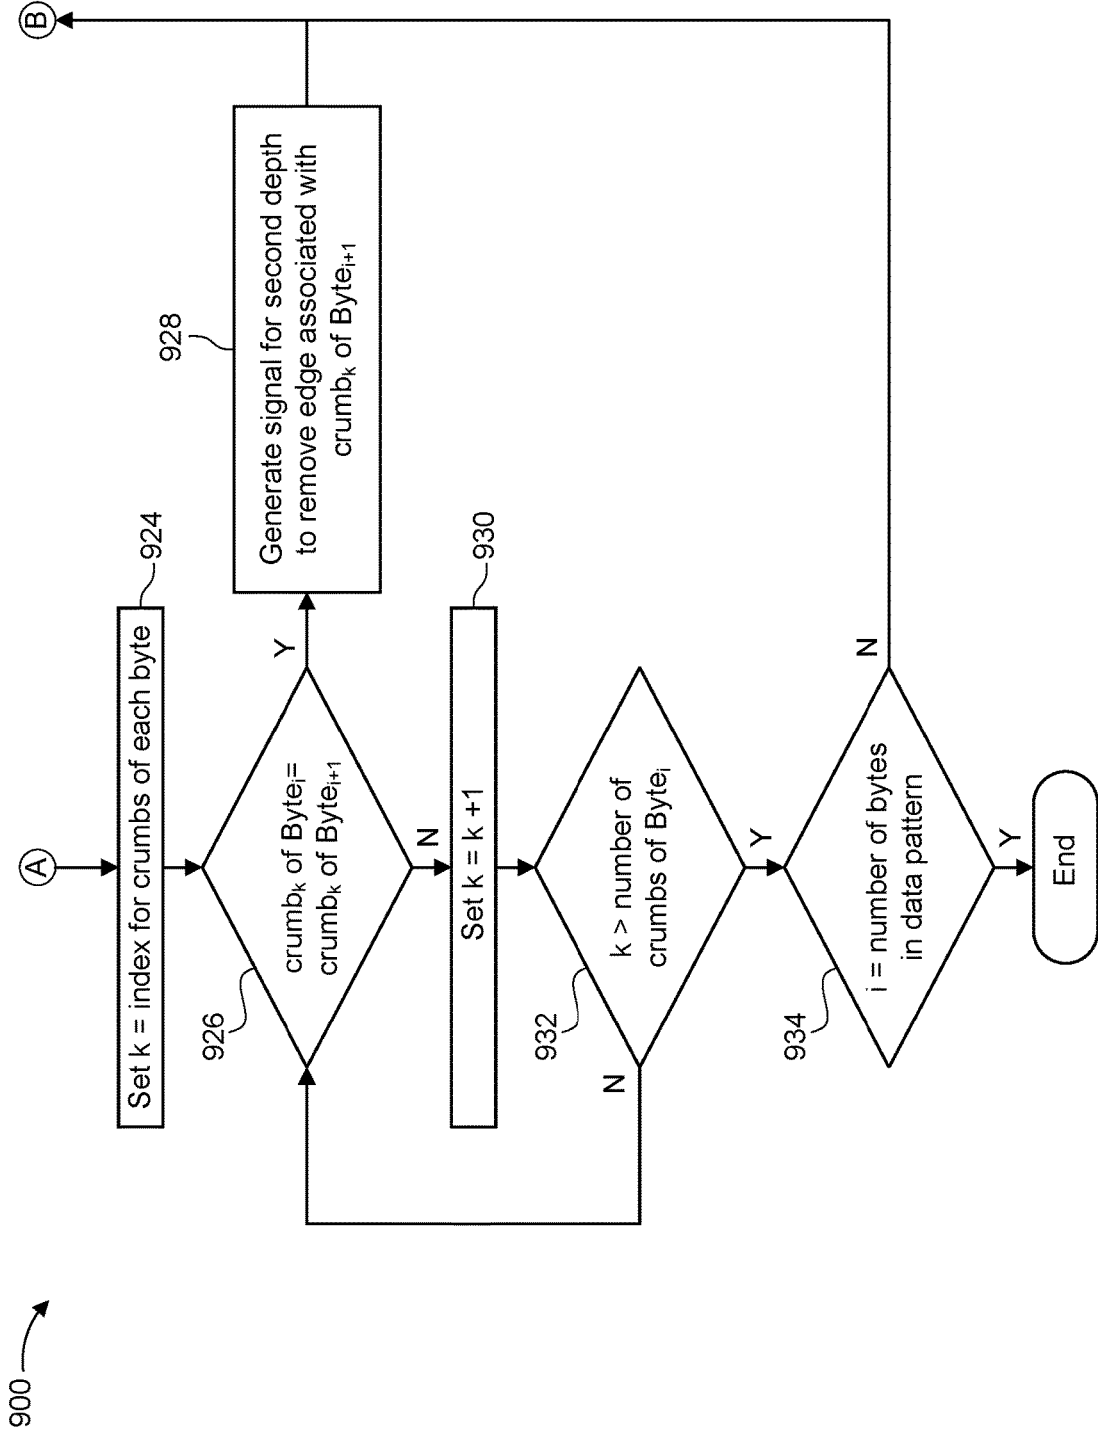 900
A
B
Set k = index for crumbs of each byte
924
926
crumbₖ of Byteᵢ=
crumbₖ of Byteᵢ₊₁
Y
N
928
Generate signal for second depth
to remove edge associated with
crumbₖ of Byteᵢ₊₁
Set k = k +1
930
932
k > number of
crumbs of Byteᵢ
N
Y
934
i = number of bytes
in data pattern
N
Y
End